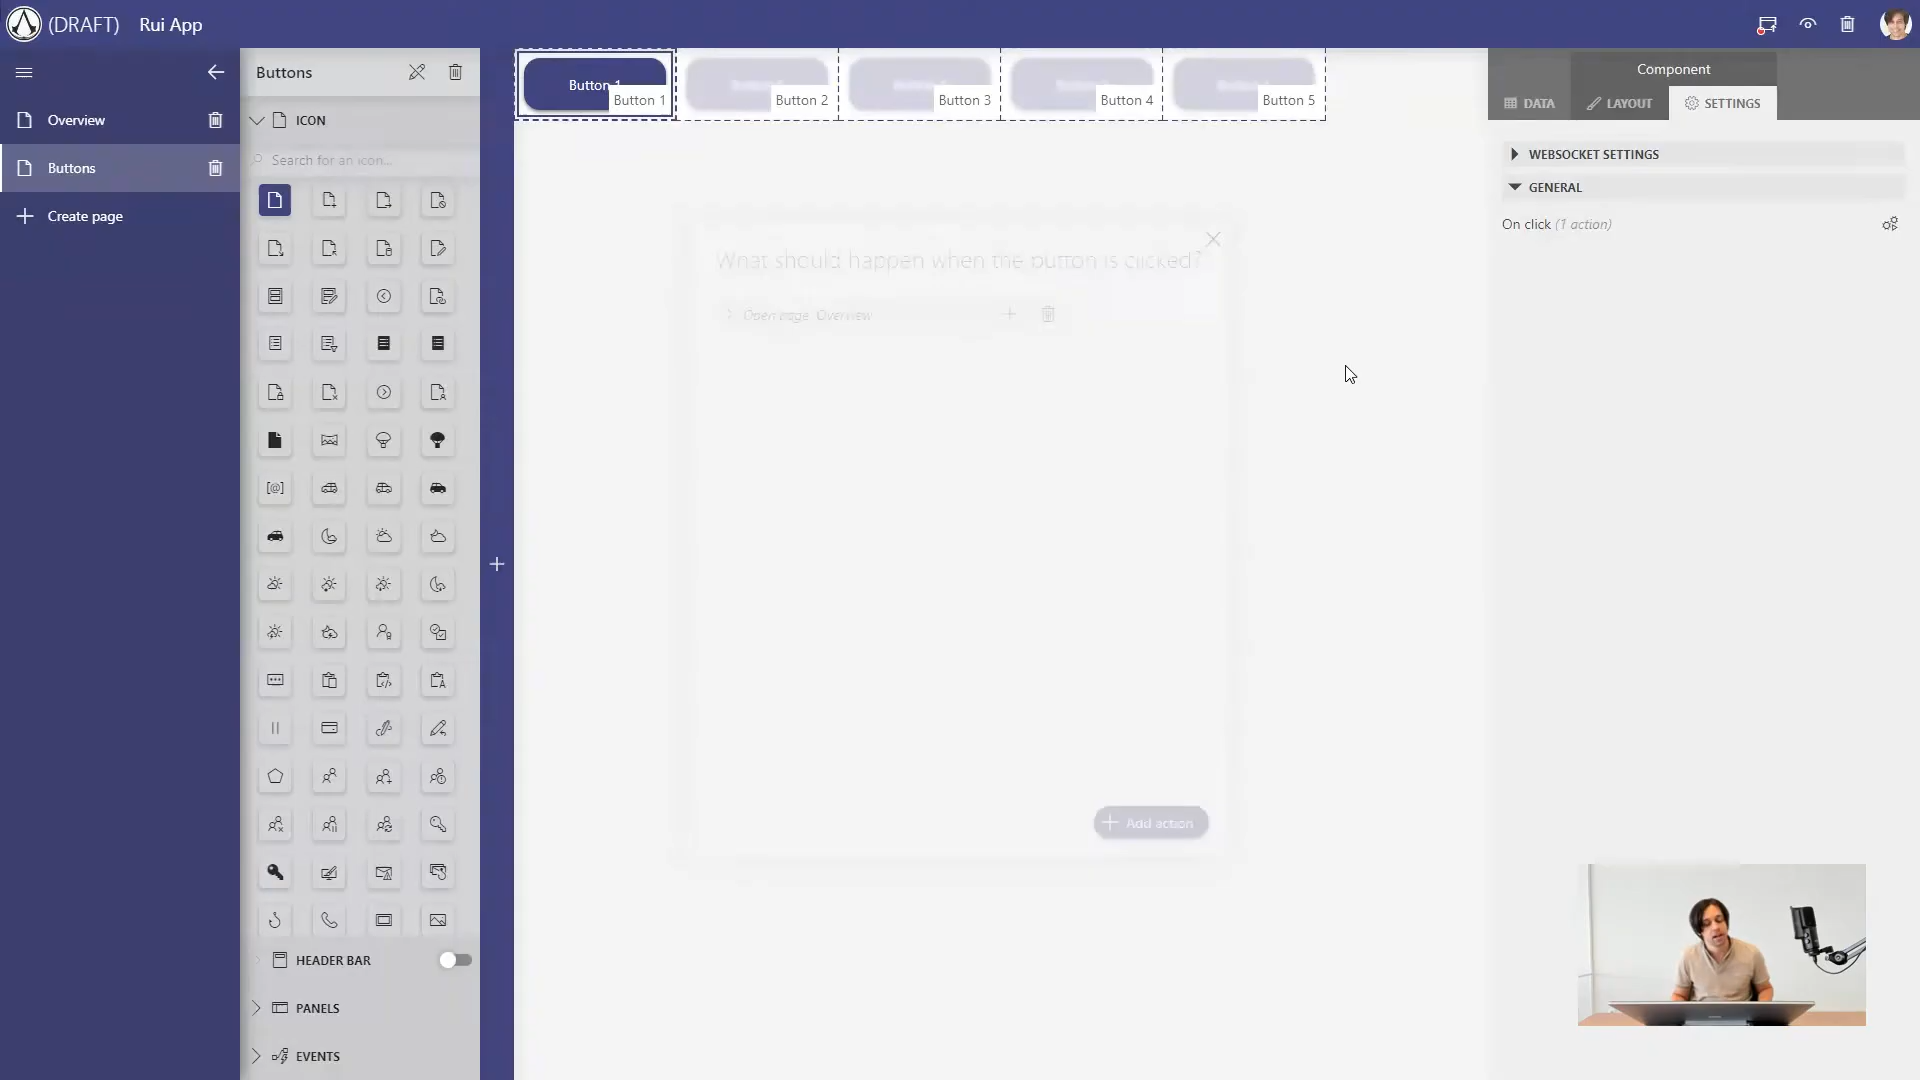 (DRAFT) Rui App
Overview
Buttons
Create page
Buttons
ICON
Search for an icon...
HEADER BAR
PANELS
EVENTS
Button 1
Button 1
Button 2
Button 3
Button 4
Button 5
What should happen when the button is clicked?
Open page Overview
Add action
Component
DATA
LAYOUT
SETTINGS
WEBSOCKET SETTINGS
GENERAL
On click (1 action)